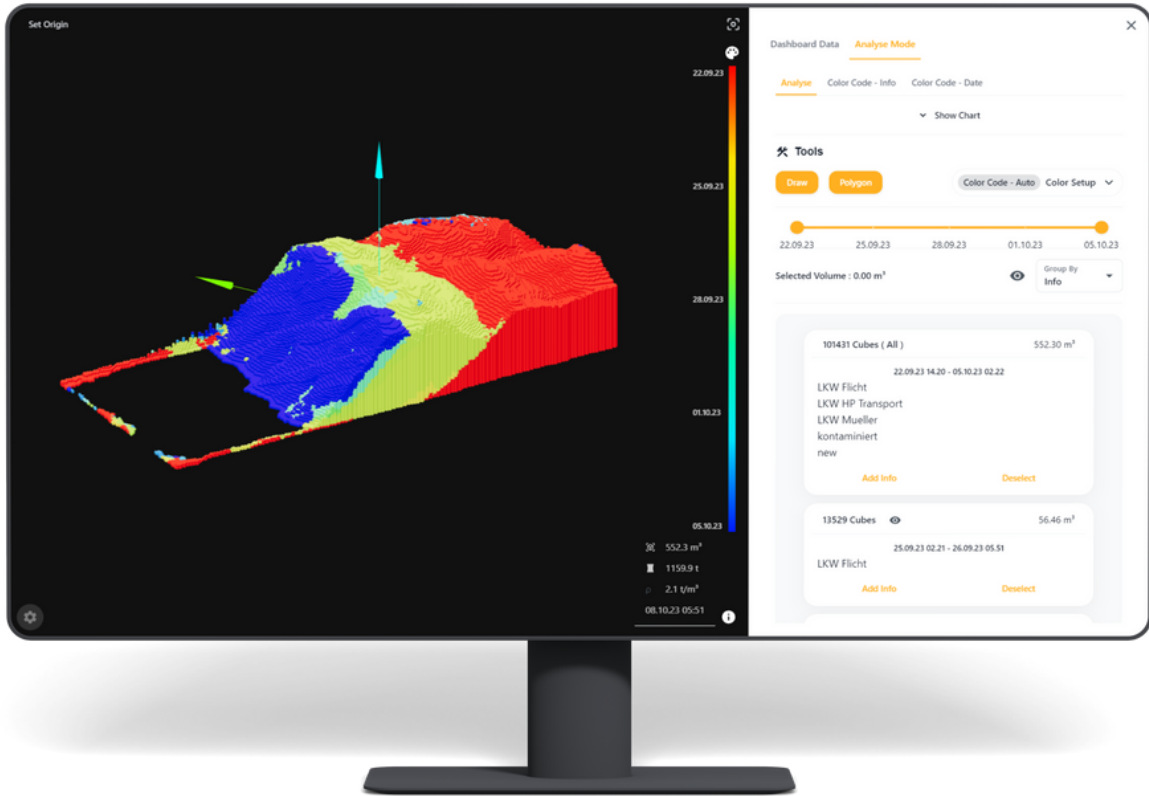 Set Origin
22.09.23
25.09.23
28.09.23
01.10.23
05.10.23
552.3 m³
1159.9 t
ρ 2.1 t/m³
08.10.23 05:51
Dashboard Data Analyse Mode
Analyse Color Code - Info Color Code - Date
Show Chart
Tools
Draw Polygon Color Code - Auto Color Setup
22.09.23 25.09.23 28.09.23 01.10.23 05.10.23
Selected Volume : 0.00 m³
Group By
Info
101431 Cubes ( All ) 552.30 m³
22.09.23 14.20 - 05.10.23 02.22
LKW Flicht
LKW HP Transport
LKW Mueller
kontaminiert
new
Add Info Deselect
13529 Cubes 56.46 m³
25.09.23 02.21 - 26.09.23 05.51
LKW Flicht
Add Info Deselect